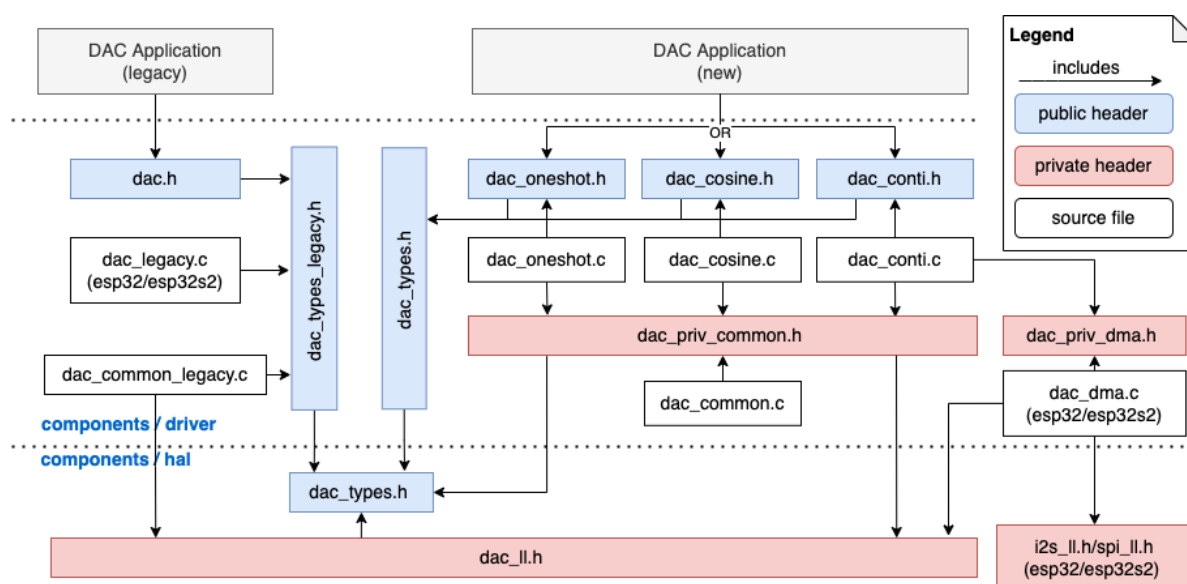 DAC Application
(legacy)
DAC Application
(new)
Legend
includes
public header
private header
source file
OR
dac.h
dac_types_legacy.h
dac_types.h
dac_oneshot.h
dac_cosine.h
dac_conti.h
dac_legacy.c
(esp32/esp32s2)
dac_oneshot.c
dac_cosine.c
dac_conti.c
dac_priv_common.h
dac_priv_dma.h
dac_common_legacy.c
dac_common.c
dac_dma.c
(esp32/esp32s2)
components / driver
components / hal
dac_types.h
dac_ll.h
i2s_ll.h/spi_ll.h
(esp32/esp32s2)